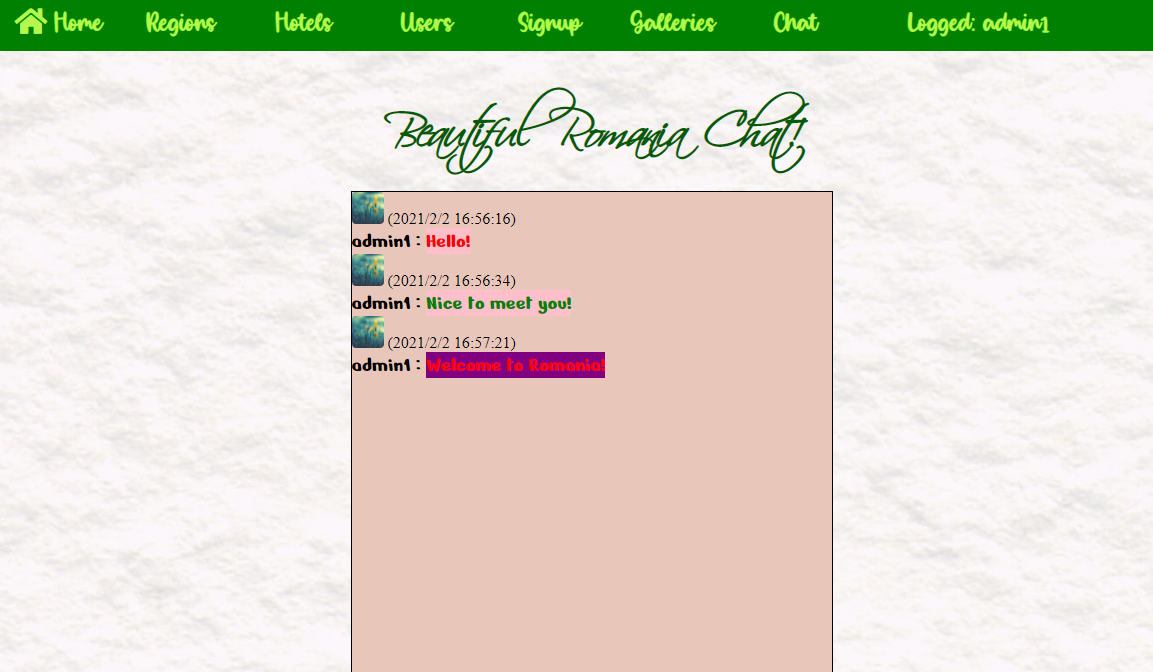 Home Regions Hotels Users Signup Galleries Chat Logged: admin1
Beautiful Romania Chat!
(2021/2/2 16:56:16)
admin1 : Hello!
(2021/2/2 16:56:34)
admin1 : Nice to meet you!
(2021/2/2 16:57:21)
admin1 : Welcome to Romania!